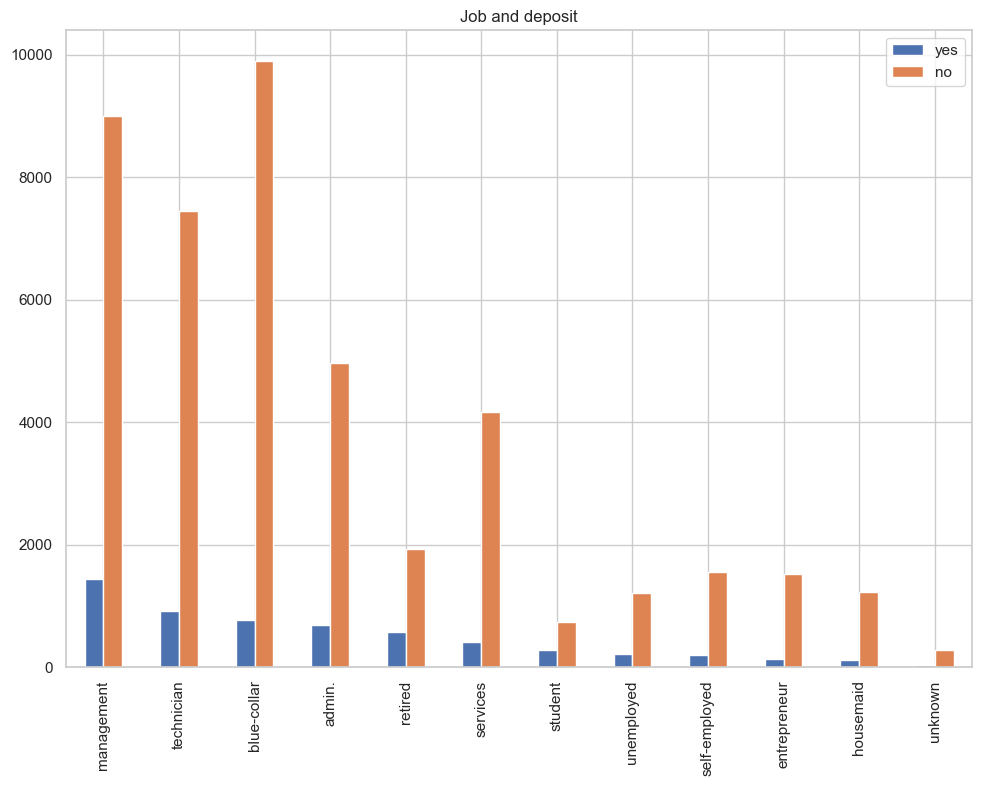 Job and deposit
yes
no
10000
8000
6000
4000
2000
0
management
technician
blue-collar
admin.
retired
services
student
unemployed
self-employed
entrepreneur
housemaid
unknown